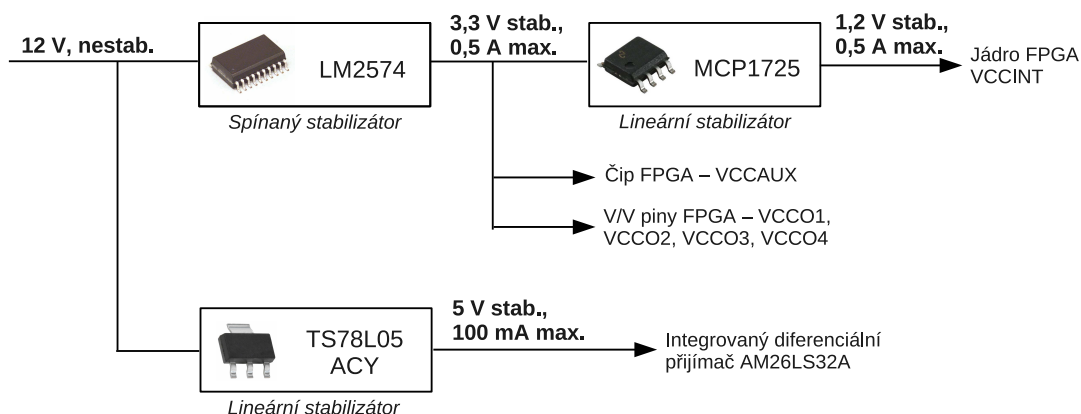 12 V, nestab.
LM2574
Spínaný stabilizátor
3,3 V stab.,
0,5 A max.
MCP1725
Lineární stabilizátor
1,2 V stab.,
0,5 A max.
Jádro FPGA
VCCINT
Čip FPGA – VCCAUX
V/V piny FPGA – VCCO1,
VCCO2, VCCO3, VCCO4
TS78L05
ACY
Lineární stabilizátor
5 V stab.,
100 mA max.
Integrovaný diferenciální
přijímač AM26LS32A